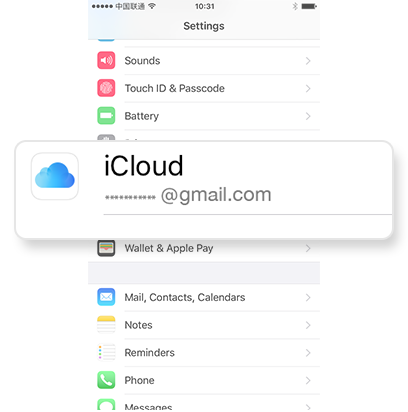 中国联通
10:31
Settings
Sounds
Touch ID & Passcode
Battery
iCloud
@gmail.com
Wallet & Apple Pay
Mail, Contacts, Calendars
Notes
Reminders
Phone
Messages